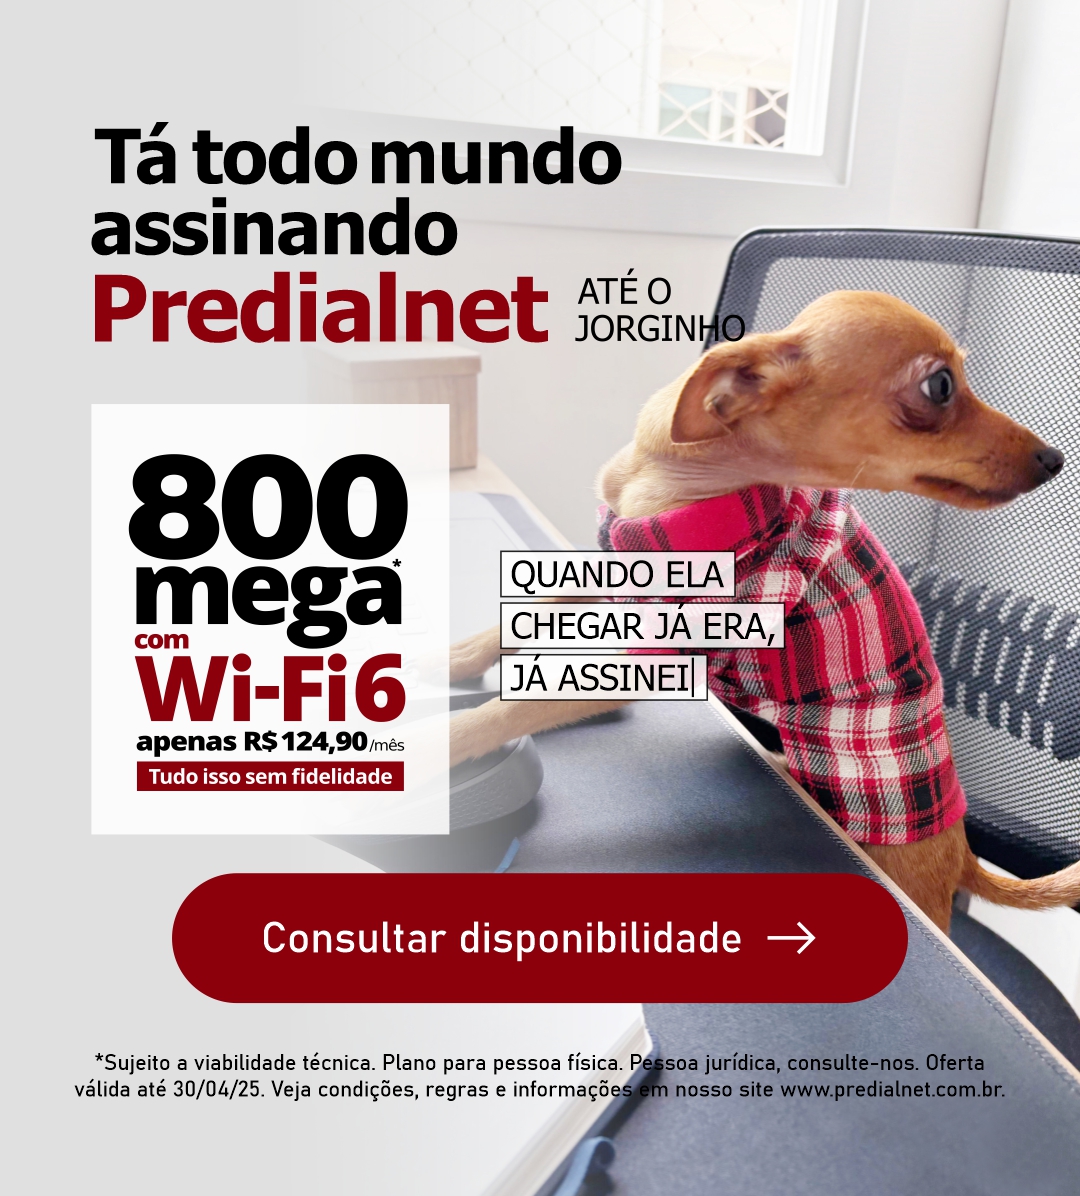 Tá todo mundo
assinando
Predialnet
ATÉ O
JORGINHO
800
mega*
com
Wi-Fi 6
apenas R$ 124,90/mês
Tudo isso sem fidelidade
QUANDO ELA
CHEGAR JÁ ERA,
JÁ ASSINEI|
Consultar disponibilidade →
*Sujeito a viabilidade técnica. Plano para pessoa física. Pessoa jurídica, consulte-nos. Oferta
válida até 30/04/25. Veja condições, regras e informações em nosso site www.predialnet.com.br.